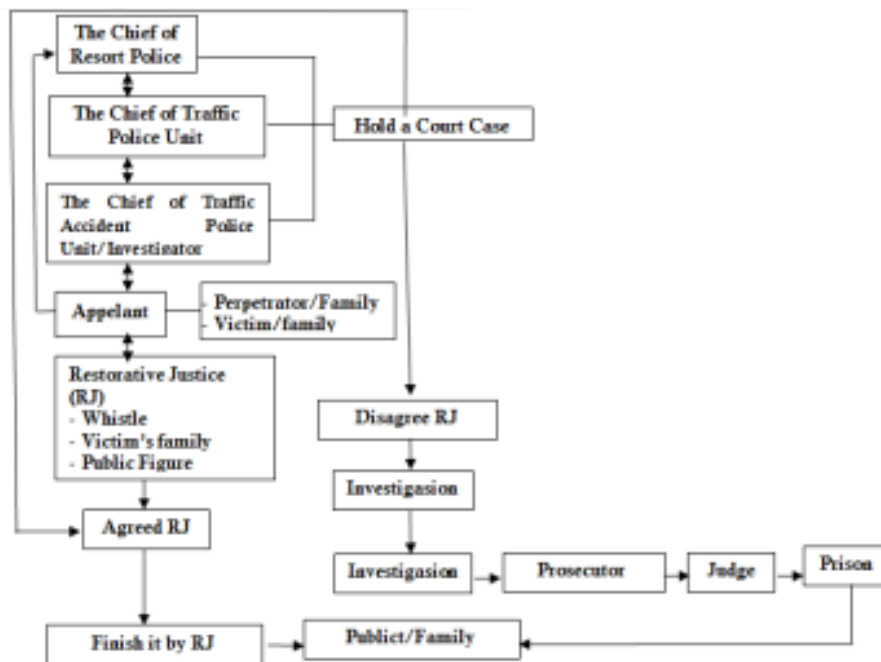 The Chief of
Resort Police
The Chief of Traffic
Police Unit
Hold a Court Case
The Chief of Traffic
Accident Police
Unit/Investigator
Appelant
- Perpetrator/Family
- Victim/family
Restorative Justice
(RJ)
- Whistle
- Victim's family
- Public Figure
Disagree RJ
Investigasion
Agreed RJ
Investigasion
Prosecutor
Judge
Prison
Finish it by RJ
Publict/Family